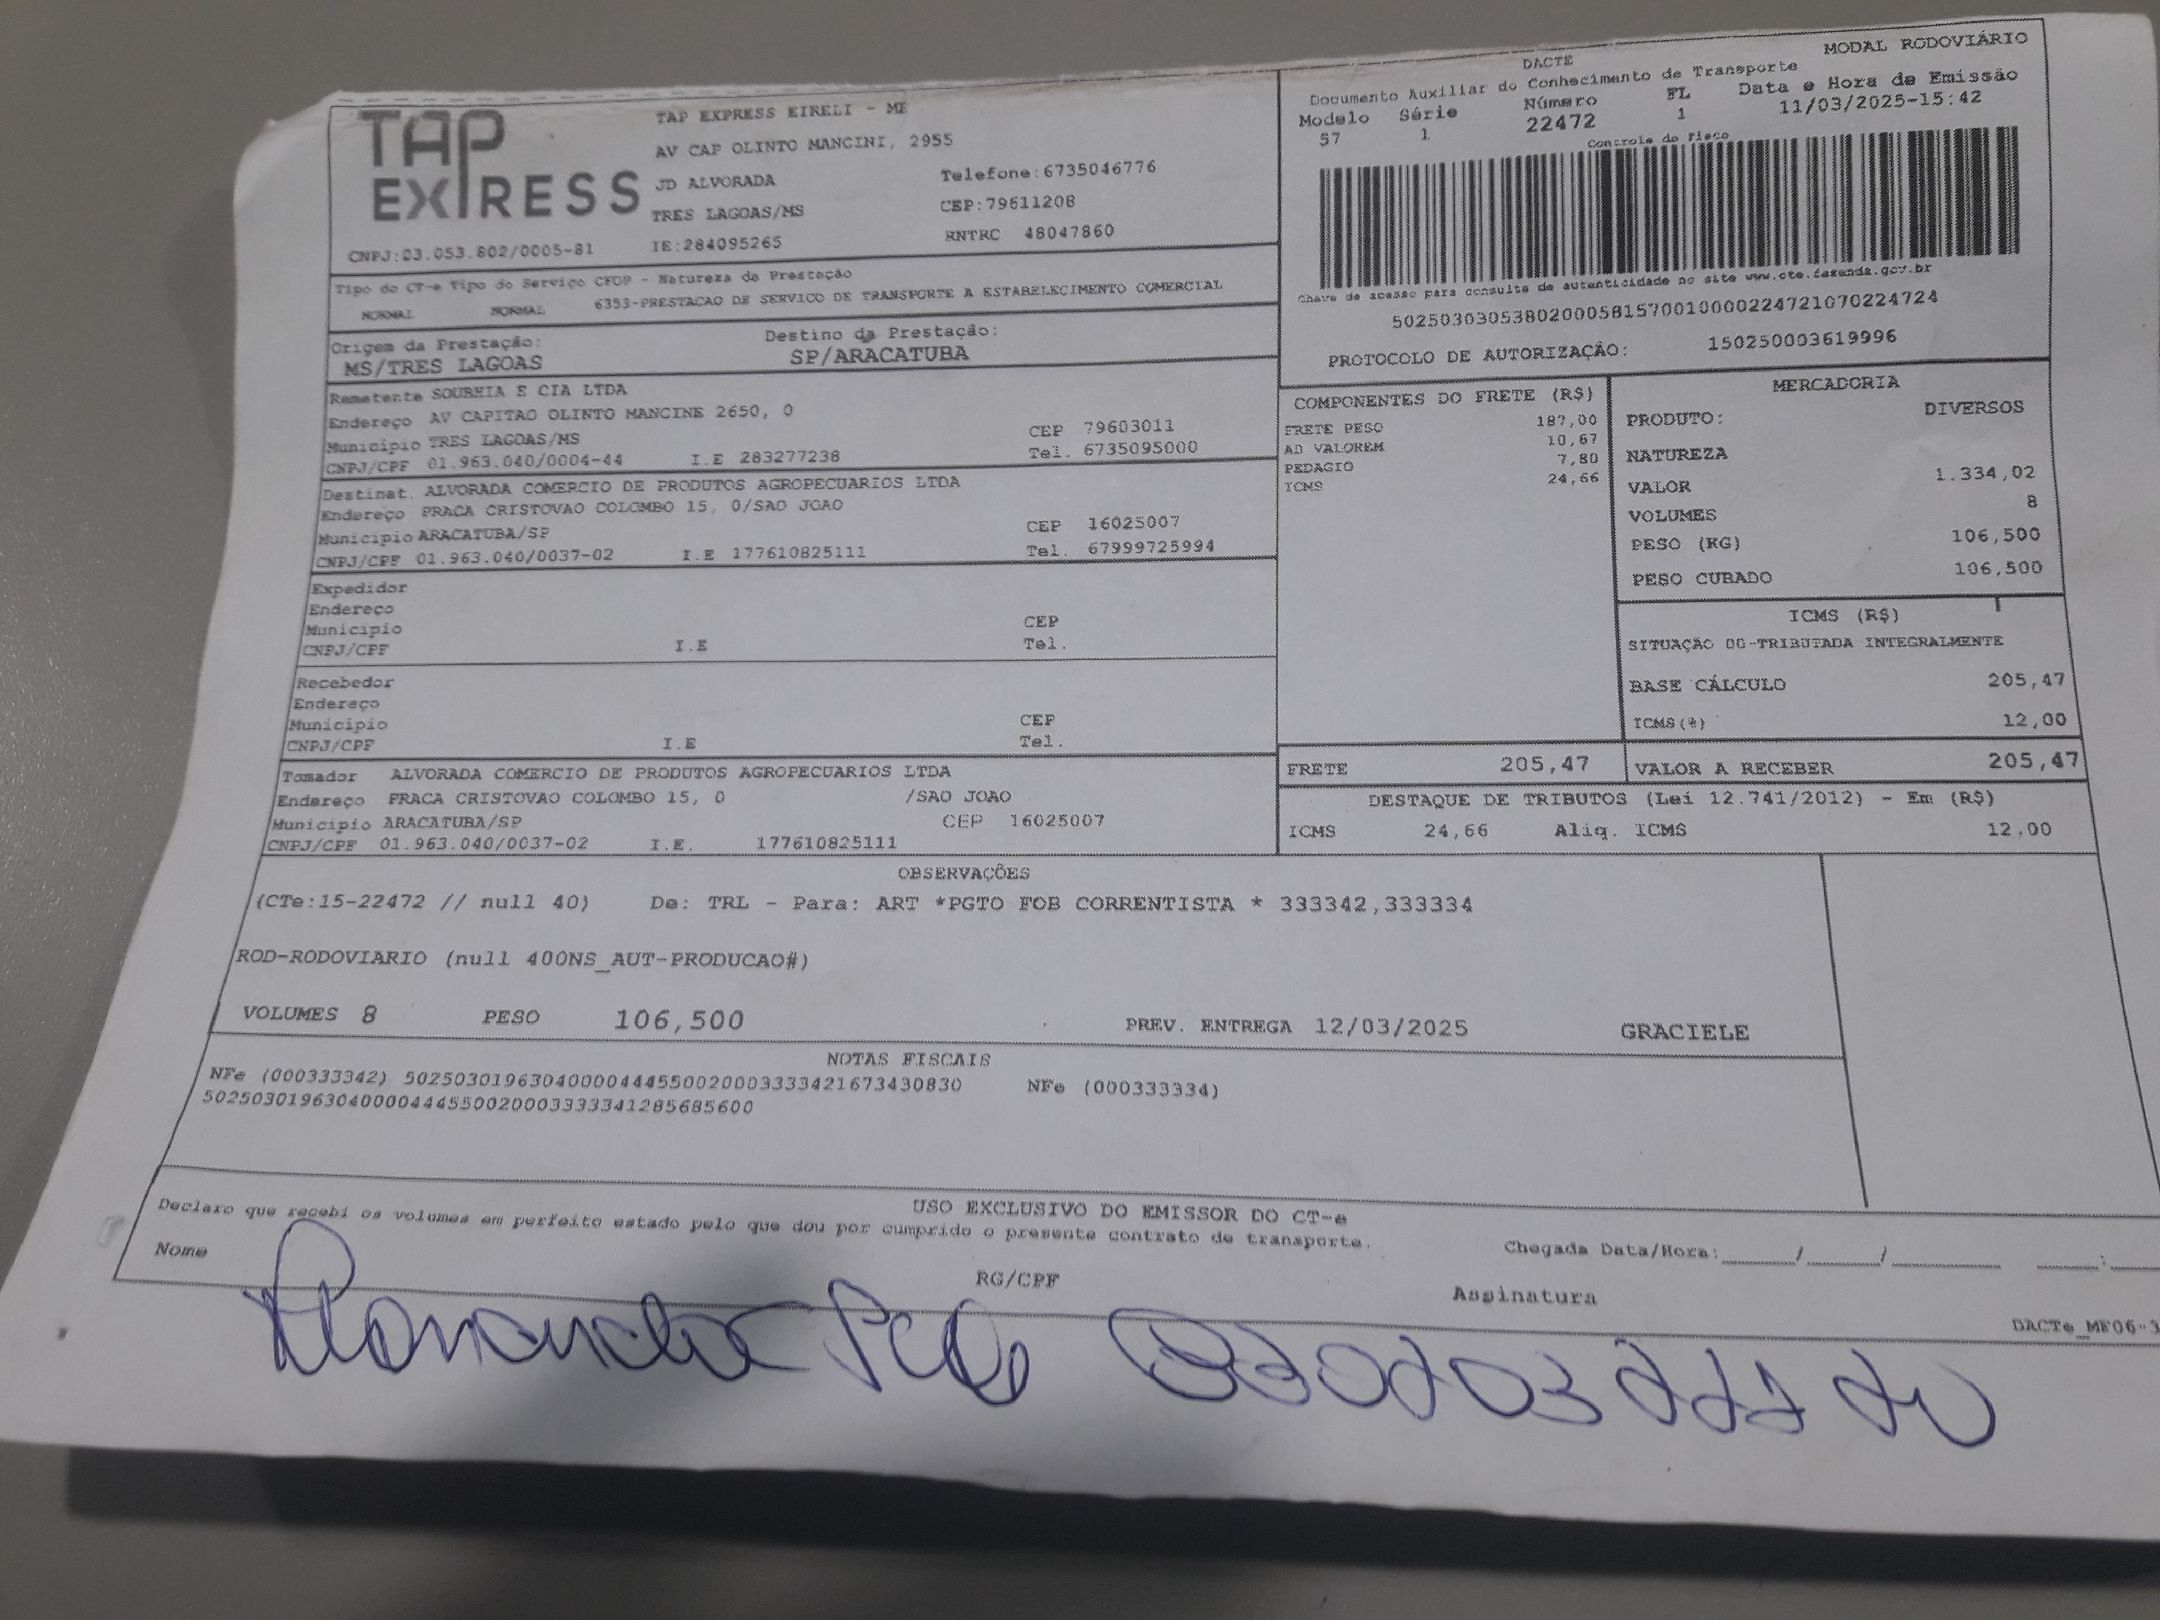 TAP
EXPRESS
TAP EXPRESS EIRELI - ME
AV CAP OLINTO MANCINI, 2955
JD ALVORADA Telefone:6735046776
TRES LAGOAS/MS CEP:79611208
CNPJ:03.053.802/0005-81 IE:284095265 RNTRC 48047860
DACTE MODAL RODOVIÁRIO
Documento Auxiliar do Conhecimento de Transporte
Modelo Série Número FL Data e Hora de Emissão
57 1 22472 1 11/03/2025-15:42
Controle do Fisco
Chave de acesso para consulta de autenticidade no site www.cte.fazenda.gov.br
50250303053802000581570010000224721070224724
PROTOCOLO DE AUTORIZAÇÃO: 150250003619996
Tipo do CT-e Tipo do Serviço CFOP - Natureza da Prestação
NORMAL NORMAL 6353-PRESTACAO DE SERVICO DE TRANSPORTE A ESTABELECIMENTO COMERCIAL
Origem da Prestação: Destino da Prestação:
MS/TRES LAGOAS SP/ARACATUBA
Remetente SOUBHIA E CIA LTDA
Endereço AV CAPITAO OLINTO MANCINE 2650, 0
Município TRES LAGOAS/MS CEP 79603011
CNPJ/CPF 01.963.040/0004-44 I.E 283277238 Tel. 6735095000
Destinat. ALVORADA COMERCIO DE PRODUTOS AGROPECUARIOS LTDA
Endereço PRACA CRISTOVAO COLOMBO 15, 0/SAO JOAO
Município ARACATUBA/SP CEP 16025007
CNPJ/CPF 01.963.040/0037-02 I.E 177610825111 Tel. 67999725994
Expedidor
Endereço
Município CEP
CNPJ/CPF I.E Tel.
Recebedor
Endereço
Município CEP
CNPJ/CPF I.E Tel.
Tomador ALVORADA COMERCIO DE PRODUTOS AGROPECUARIOS LTDA
Endereço PRACA CRISTOVAO COLOMBO 15, 0 /SAO JOAO
Município ARACATUBA/SP CEP 16025007
CNPJ/CPF 01.963.040/0037-02 I.E. 177610825111
COMPONENTES DO FRETE (R$)
FRETE PESO 187,00
AD VALOREM 10,67
PEDAGIO 7,80
ICMS 24,66
MERCADORIA
PRODUTO: DIVERSOS
NATUREZA
VALOR 1.334,02
VOLUMES 8
PESO (KG) 106,500
PESO CUBADO 106,500
ICMS (R$)
SITUAÇÃO 00-TRIBUTADA INTEGRALMENTE
BASE CÁLCULO 205,47
ICMS(%) 12,00
FRETE 205,47 VALOR A RECEBER 205,47
DESTAQUE DE TRIBUTOS (Lei 12.741/2012) - Em (R$)
ICMS 24,66 Aliq. ICMS 12.00
OBSERVAÇÕES
(CTe:15-22472 // null 40) De: TRL - Para: ART *PGTO FOB CORRENTISTA * 333342,333334
ROD-RODOVIARIO (null 400NS_AUT-PRODUCAO#)
VOLUMES 8 PESO 106,500 PREV. ENTREGA 12/03/2025 GRACIELE
NOTAS FISCAIS
NFe (000333342) 50250301963040000444550020003333421673430830 NFe (000333334)
50250301963040000444550020003333341285685600
USO EXCLUSIVO DO EMISSOR DO CT-e
Declaro que recebi os volumes em perfeito estado pelo que dou por cumprido o presente contrato de transporte.
Nome RG/CPF Assinatura Chegada Data/Hora:____/____/______ ___:__
DACTe_MF06-3